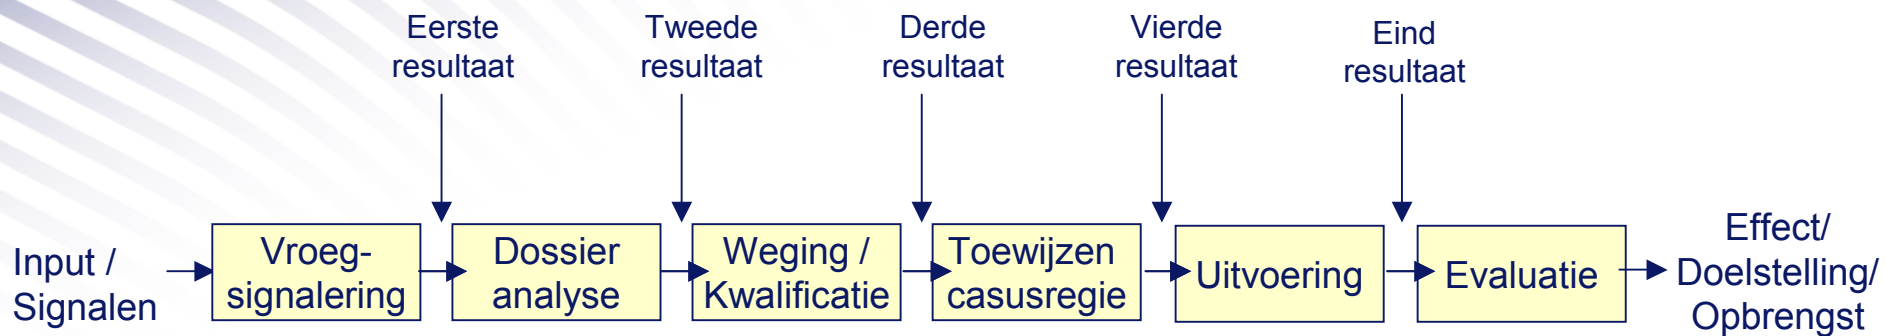 Eerste
resultaat
Tweede
resultaat
Derde
resultaat
Vierde
resultaat
Eind
resultaat
Input /
Signalen
Vroeg-
signalering
Dossier
analyse
Weging /
Kwalificatie
Toewijzen
casusregie
Uitvoering
Evaluatie
Effect/
Doelstelling/
Opbrengst